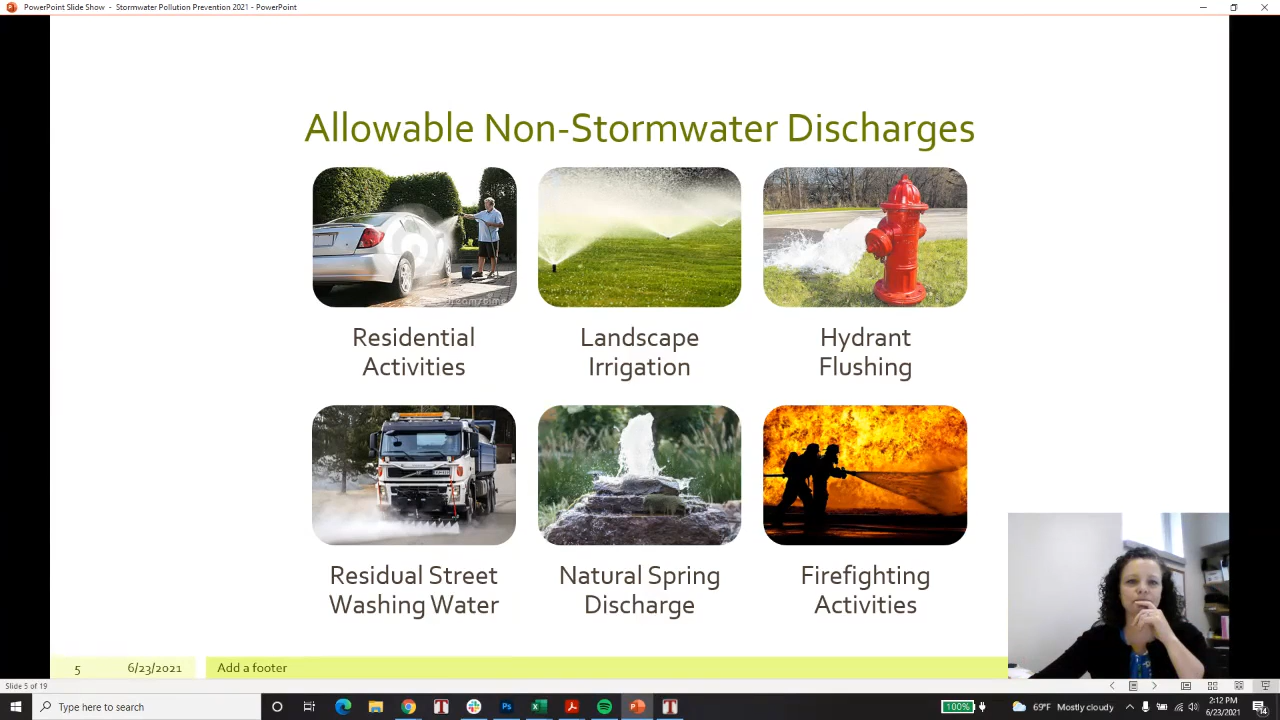 PowerPoint Slide Show - Stormwater Pollution Prevention 2021 - PowerPoint
Allowable Non-Stormwater Discharges
Residential
Activities
Landscape
Irrigation
Hydrant
Flushing
Residual Street
Washing Water
Natural Spring
Discharge
Firefighting
Activities
5
6/23/2021
Add a footer
Slide 5 of 19
Type here to search
100%
69°F Mostly cloudy
2:12 PM
6/23/2021